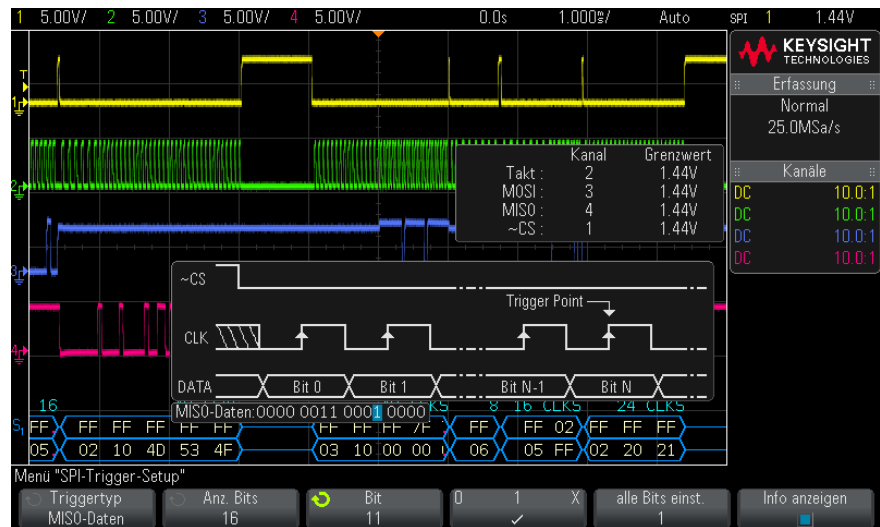 1 5.00V/ 2 5.00V/ 3 5.00V/ 4 5.00V/ 0.0s 1.000ms/ Auto SPI 1 1.44V
KEYSIGHT
TECHNOLOGIES
Erfassung
Normal
25.0MSa/s
Kanäle
DC 10.0:1
DC 10.0:1
DC 10.0:1
DC 10.0:1
T
1
2
3
4
Kanal Grenzwert
Takt : 2 1.44V
MOSI : 3 1.44V
MISO : 4 1.44V
~CS : 1 1.44V
~CS
Trigger Point
CLK
DATA Bit 0 Bit 1 Bit N-1 Bit N
16 CLKS 8 16 CLKS 24 CLKS
MISO-Daten:0000 0011 0001 0000
S1 FF FF FF FF FF FF FF FF FF 7F FF FF 02 FF FF FF
05 02 10 4D 53 4F 03 10 00 00 06 05 FF 02 20 21
Menü "SPI-Trigger-Setup"
Triggertyp Anz. Bits Bit 0 1 X alle Bits einst. Info anzeigen
MISO-Daten 16 11 1